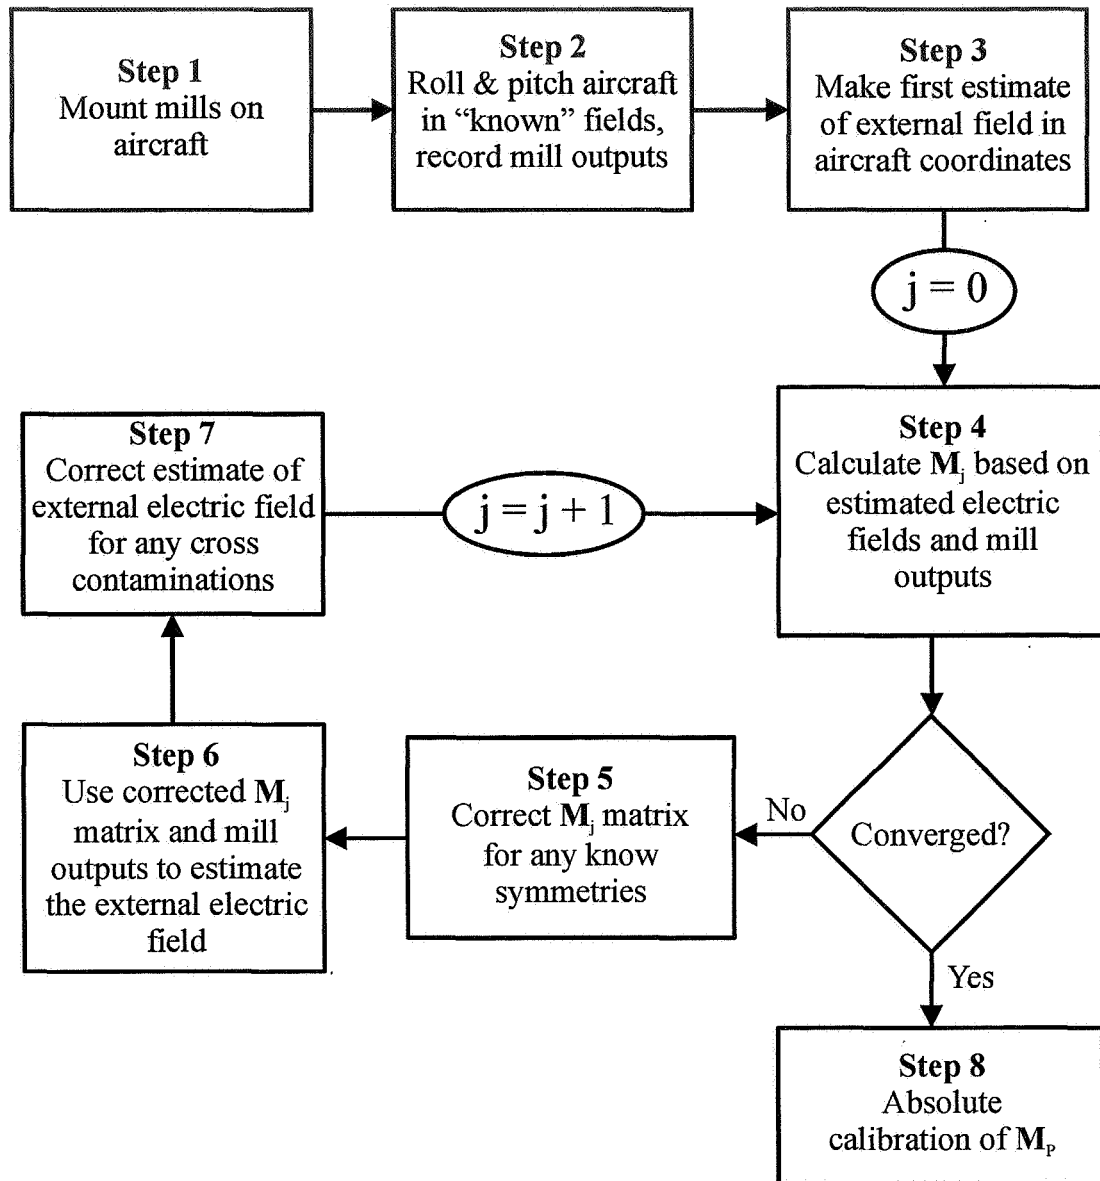 Step 1
Mount mills on
aircraft
Step 2
Roll & pitch aircraft
in “known” fields,
record mill outputs
Step 3
Make first estimate
of external field in
aircraft coordinates
j = 0
Step 4
Calculate Mj based on
estimated electric
fields and mill
outputs
Converged?
No
Yes
Step 5
Correct Mj matrix
for any know
symmetries
Step 6
Use corrected Mj
matrix and mill
outputs to estimate
the external electric
field
Step 7
Correct estimate of
external electric field
for any cross
contaminations
j = j + 1
Step 8
Absolute
calibration of MP